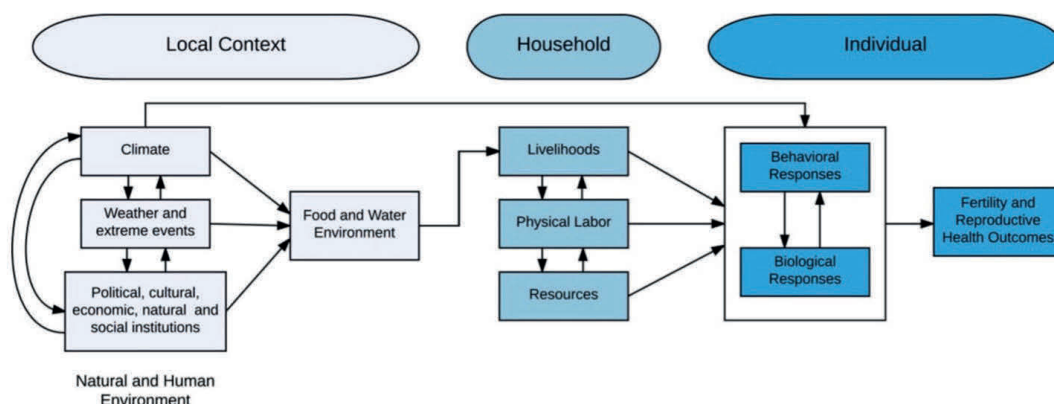 Local Context
Household
Individual
Climate
Weather and
extreme events
Political, cultural,
economic, natural and
social institutions
Natural and Human
Environment
Food and Water
Environment
Livelihoods
Physical Labor
Resources
Behavioral
Responses
Biological
Responses
Fertility and
Reproductive
Health Outcomes